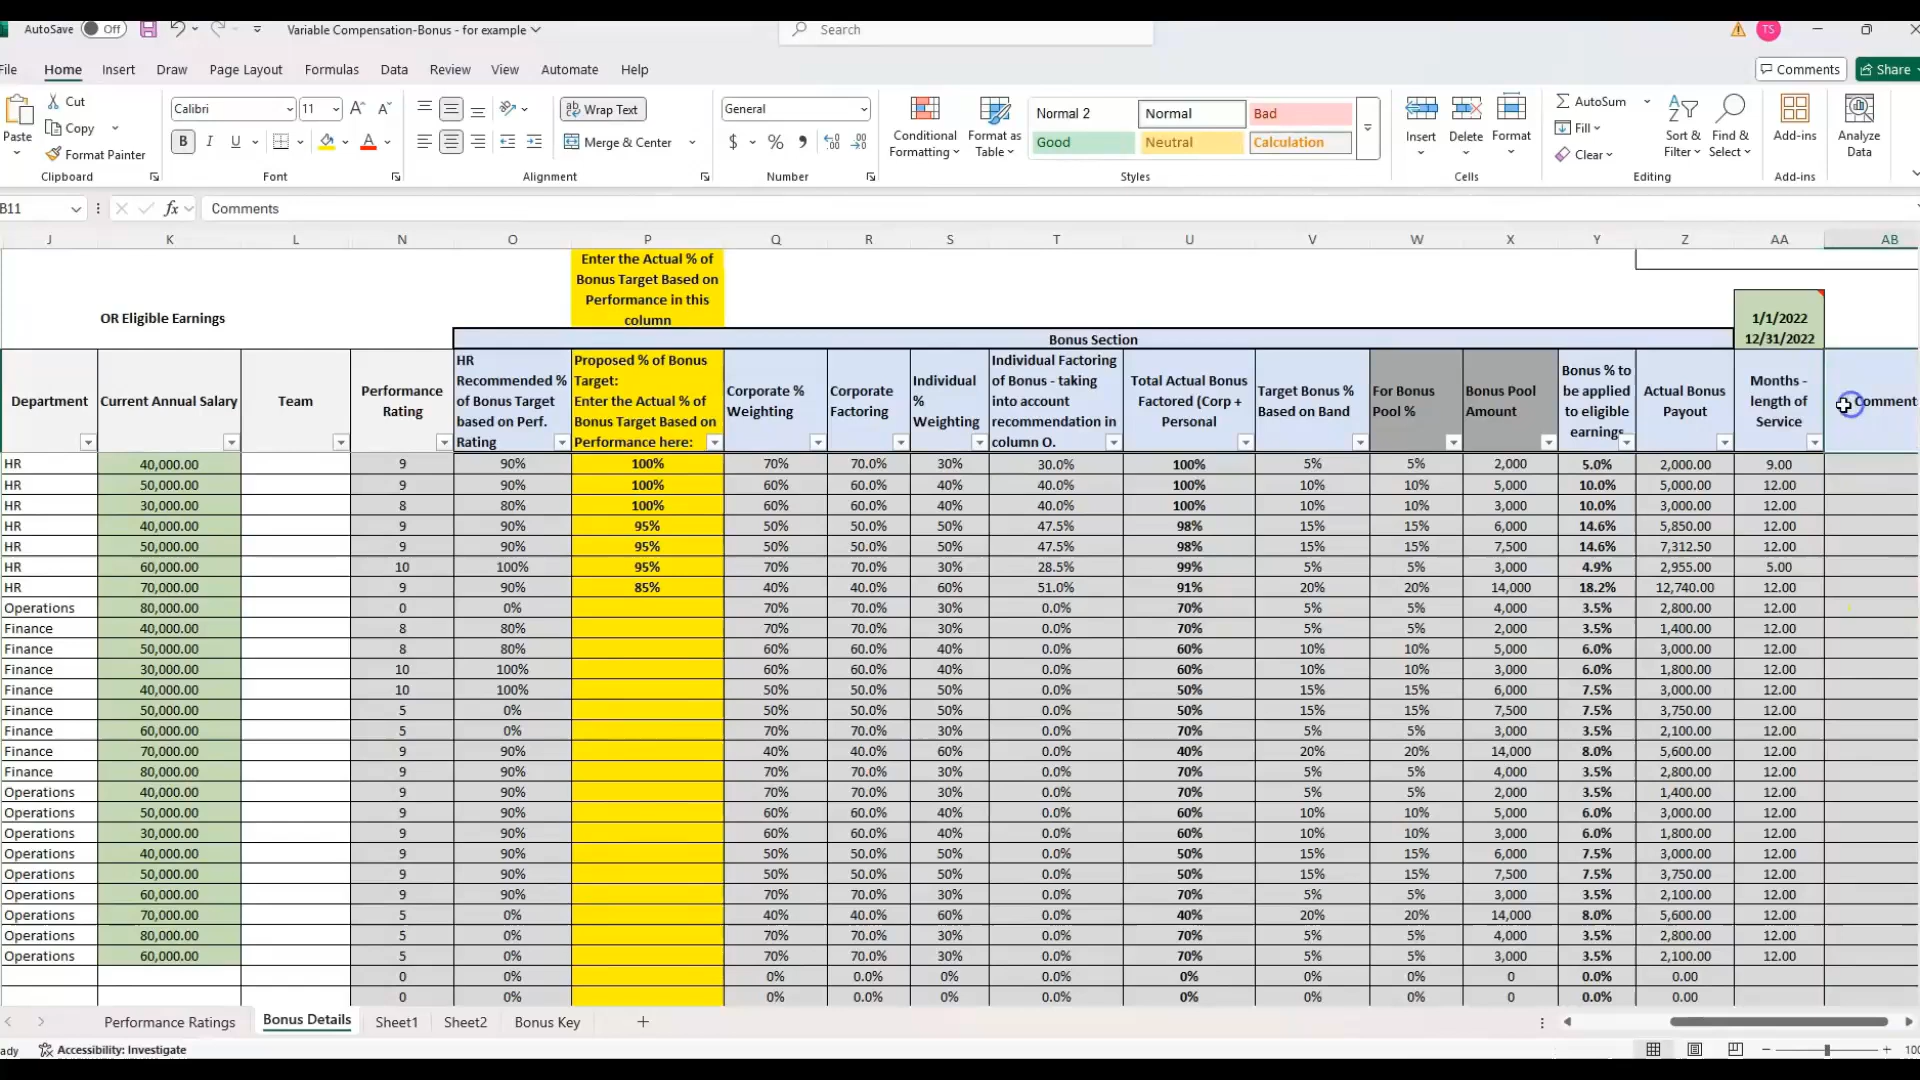 AutoSave Off Variable Compensation-Bonus - for example Search TS
File Home Insert Draw Page Layout Formulas Data Review View Automate Help Comments Share
Paste Cut Copy Format Painter Clipboard
Calibri 11 B I U Font
Wrap Text Merge & Center Alignment
General $ % Number
Conditional Formatting Format as Table Normal 2 Normal Bad Good Neutral Calculation Styles
Insert Delete Format Cells
AutoSum Fill Clear Sort & Filter Find & Select Editing
Add-ins Add-ins
Analyze Data
B11 fx Comments
J K L N O P Q R S T U V W X Y Z AA AB
Enter the Actual % of
Bonus Target Based on
Performance in this
column
OR Eligible Earnings
1/1/2022
12/31/2022
Bonus Section
Department
Current Annual Salary
Team
Performance
Rating
HR
Recommended %
of Bonus Target
based on Perf.
Rating
Proposed % of Bonus
Target:
Enter the Actual % of
Bonus Target Based on
Performance here:
Corporate %
Weighting
Corporate
Factoring
Individual
%
Weighting
Individual Factoring
of Bonus - taking
into account
recommendation in
column O.
Total Actual Bonus
Factored (Corp +
Personal
Target Bonus %
Based on Band
For Bonus
Pool %
Bonus Pool
Amount
Bonus % to
be applied
to eligible
earnings
Actual Bonus
Payout
Months -
length of
Service
Comment
HR 40,000.00 9 90% 100% 70% 70.0% 30% 30.0% 100% 5% 5% 2,000 5.0% 2,000.00 9.00
HR 50,000.00 9 90% 100% 60% 60.0% 40% 40.0% 100% 10% 10% 5,000 10.0% 5,000.00 12.00
HR 30,000.00 8 80% 100% 60% 60.0% 40% 40.0% 100% 10% 10% 3,000 10.0% 3,000.00 12.00
HR 40,000.00 9 90% 95% 50% 50.0% 50% 47.5% 98% 15% 15% 6,000 14.6% 5,850.00 12.00
HR 50,000.00 9 90% 95% 50% 50.0% 50% 47.5% 98% 15% 15% 7,500 14.6% 7,312.50 12.00
HR 60,000.00 10 100% 95% 70% 70.0% 30% 28.5% 99% 5% 5% 3,000 4.9% 2,955.00 5.00
HR 70,000.00 9 90% 85% 40% 40.0% 60% 51.0% 91% 20% 20% 14,000 18.2% 12,740.00 12.00
Operations 80,000.00 0 0% 70% 70.0% 30% 0.0% 70% 5% 5% 4,000 3.5% 2,800.00 12.00
Finance 40,000.00 8 80% 70% 70.0% 30% 0.0% 70% 5% 5% 2,000 3.5% 1,400.00 12.00
Finance 50,000.00 8 80% 60% 60.0% 40% 0.0% 60% 10% 10% 5,000 6.0% 3,000.00 12.00
Finance 30,000.00 10 100% 60% 60.0% 40% 0.0% 60% 10% 10% 3,000 6.0% 1,800.00 12.00
Finance 40,000.00 10 100% 50% 50.0% 50% 0.0% 50% 15% 15% 6,000 7.5% 3,000.00 12.00
Finance 50,000.00 5 0% 50% 50.0% 50% 0.0% 50% 15% 15% 7,500 7.5% 3,750.00 12.00
Finance 60,000.00 5 0% 70% 70.0% 30% 0.0% 70% 5% 5% 3,000 3.5% 2,100.00 12.00
Finance 70,000.00 9 90% 40% 40.0% 60% 0.0% 40% 20% 20% 14,000 8.0% 5,600.00 12.00
Finance 80,000.00 9 90% 70% 70.0% 30% 0.0% 70% 5% 5% 4,000 3.5% 2,800.00 12.00
Operations 40,000.00 9 90% 70% 70.0% 30% 0.0% 70% 5% 5% 2,000 3.5% 1,400.00 12.00
Operations 50,000.00 9 90% 60% 60.0% 40% 0.0% 60% 10% 10% 5,000 6.0% 3,000.00 12.00
Operations 30,000.00 9 90% 60% 60.0% 40% 0.0% 60% 10% 10% 3,000 6.0% 1,800.00 12.00
Operations 40,000.00 9 90% 50% 50.0% 50% 0.0% 50% 15% 15% 6,000 7.5% 3,000.00 12.00
Operations 50,000.00 9 90% 50% 50.0% 50% 0.0% 50% 15% 15% 7,500 7.5% 3,750.00 12.00
Operations 60,000.00 9 90% 70% 70.0% 30% 0.0% 70% 5% 5% 3,000 3.5% 2,100.00 12.00
Operations 70,000.00 5 0% 40% 40.0% 60% 0.0% 40% 20% 20% 14,000 8.0% 5,600.00 12.00
Operations 80,000.00 5 0% 70% 70.0% 30% 0.0% 70% 5% 5% 4,000 3.5% 2,800.00 12.00
Operations 60,000.00 5 0% 70% 70.0% 30% 0.0% 70% 5% 5% 3,000 3.5% 2,100.00 12.00
0 0% 0% 0.0% 0% 0.0% 0% 0% 0% 0 0.0% 0.00
0 0% 0% 0.0% 0% 0.0% 0% 0% 0% 0 0.0% 0.00
Performance Ratings Bonus Details Sheet1 Sheet2 Bonus Key
ady Accessibility: Investigate 100